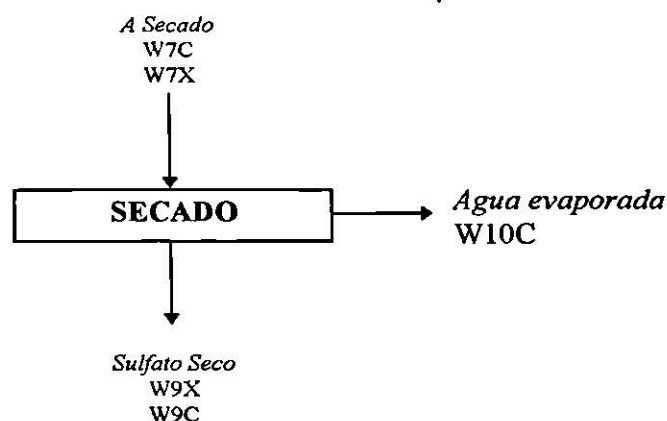 A Secado
W7C
W7X
SECADO
Agua evaporada
W10C
Sulfato Seco
W9X
W9C